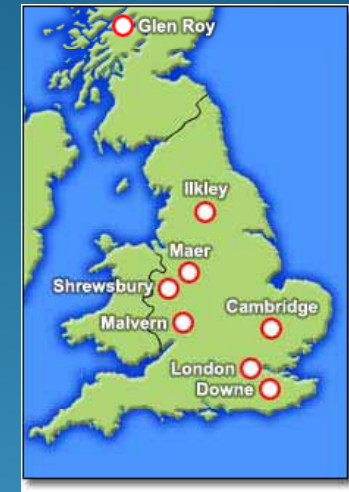 Glen Roy
Ilkley
Maer
Shrewsbury
Cambridge
Malvern
London
Downe